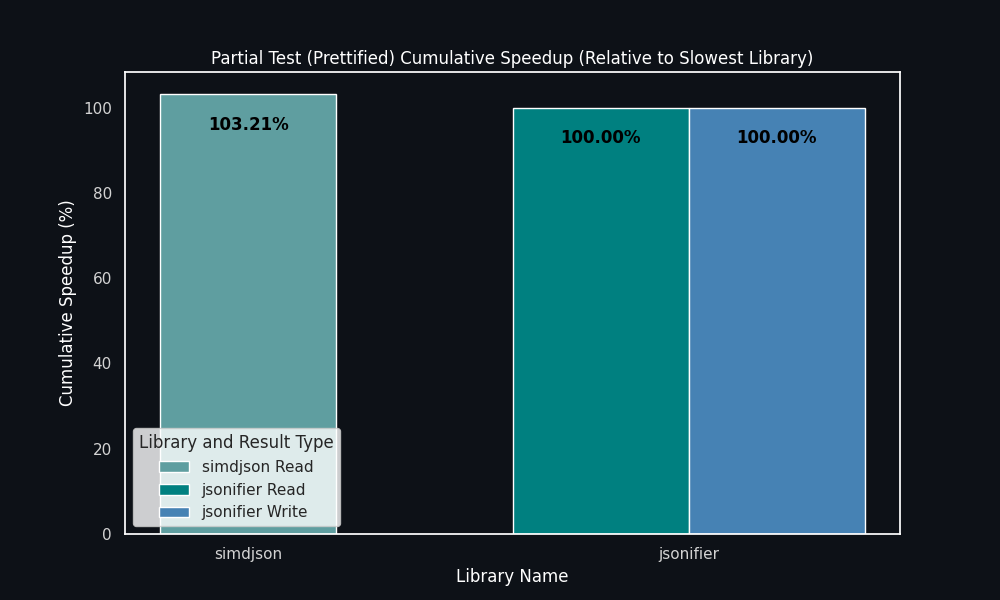 Partial Test (Prettified) Cumulative Speedup (Relative to Slowest Library)
Cumulative Speedup (%)
100
80
60
40
20
0
103.21%
100.00%
100.00%
Library and Result Type
simdjson Read
jsonifier Read
jsonifier Write
simdjson
jsonifier
Library Name